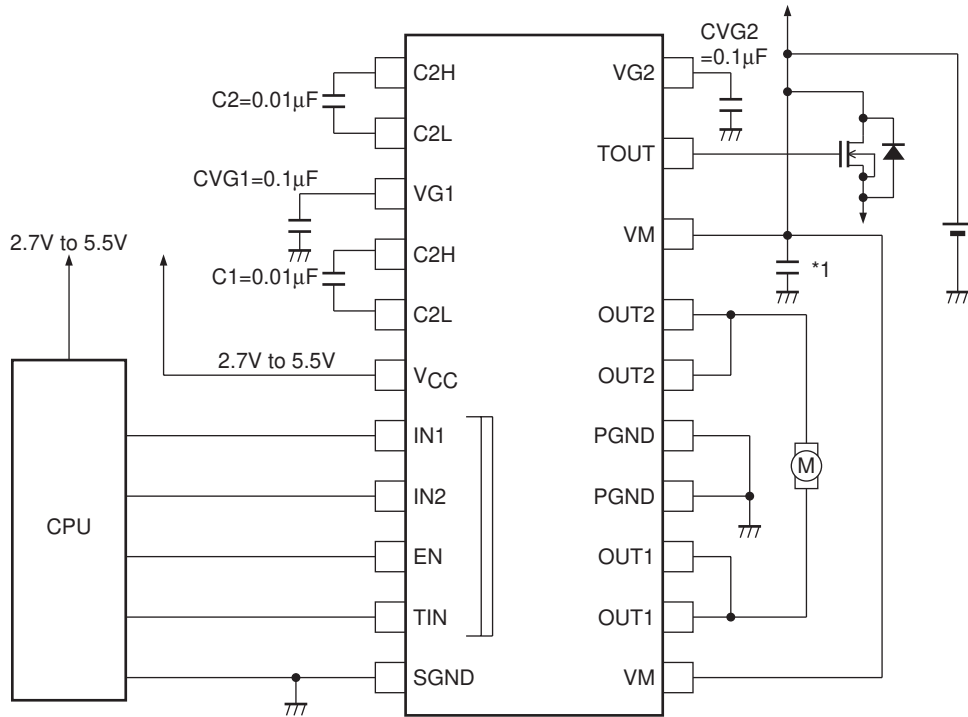 CVG2
=0.1μF
C2H
VG2
C2=0.01μF
C2L
TOUT
CVG1=0.1μF
VG1
2.7V to 5.5V
C2H
VM
C1=0.01μF
*1
C2L
OUT2
2.7V to 5.5V
VCC
OUT2
IN1
PGND
M
IN2
PGND
CPU
EN
OUT1
TIN
OUT1
SGND
VM